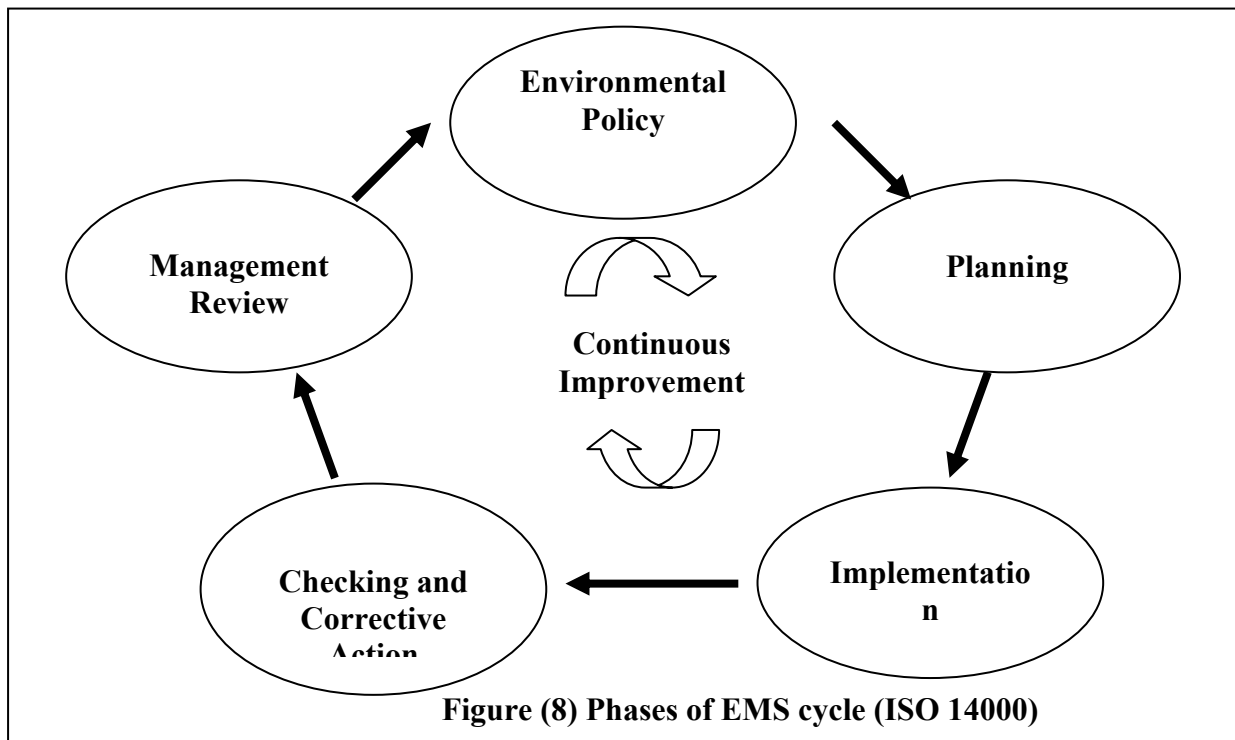 Environmental
Policy
Planning
Implementatio
n
Checking and
Corrective
Action
Management
Review
Continuous
Improvement
Figure (8) Phases of EMS cycle (ISO 14000)